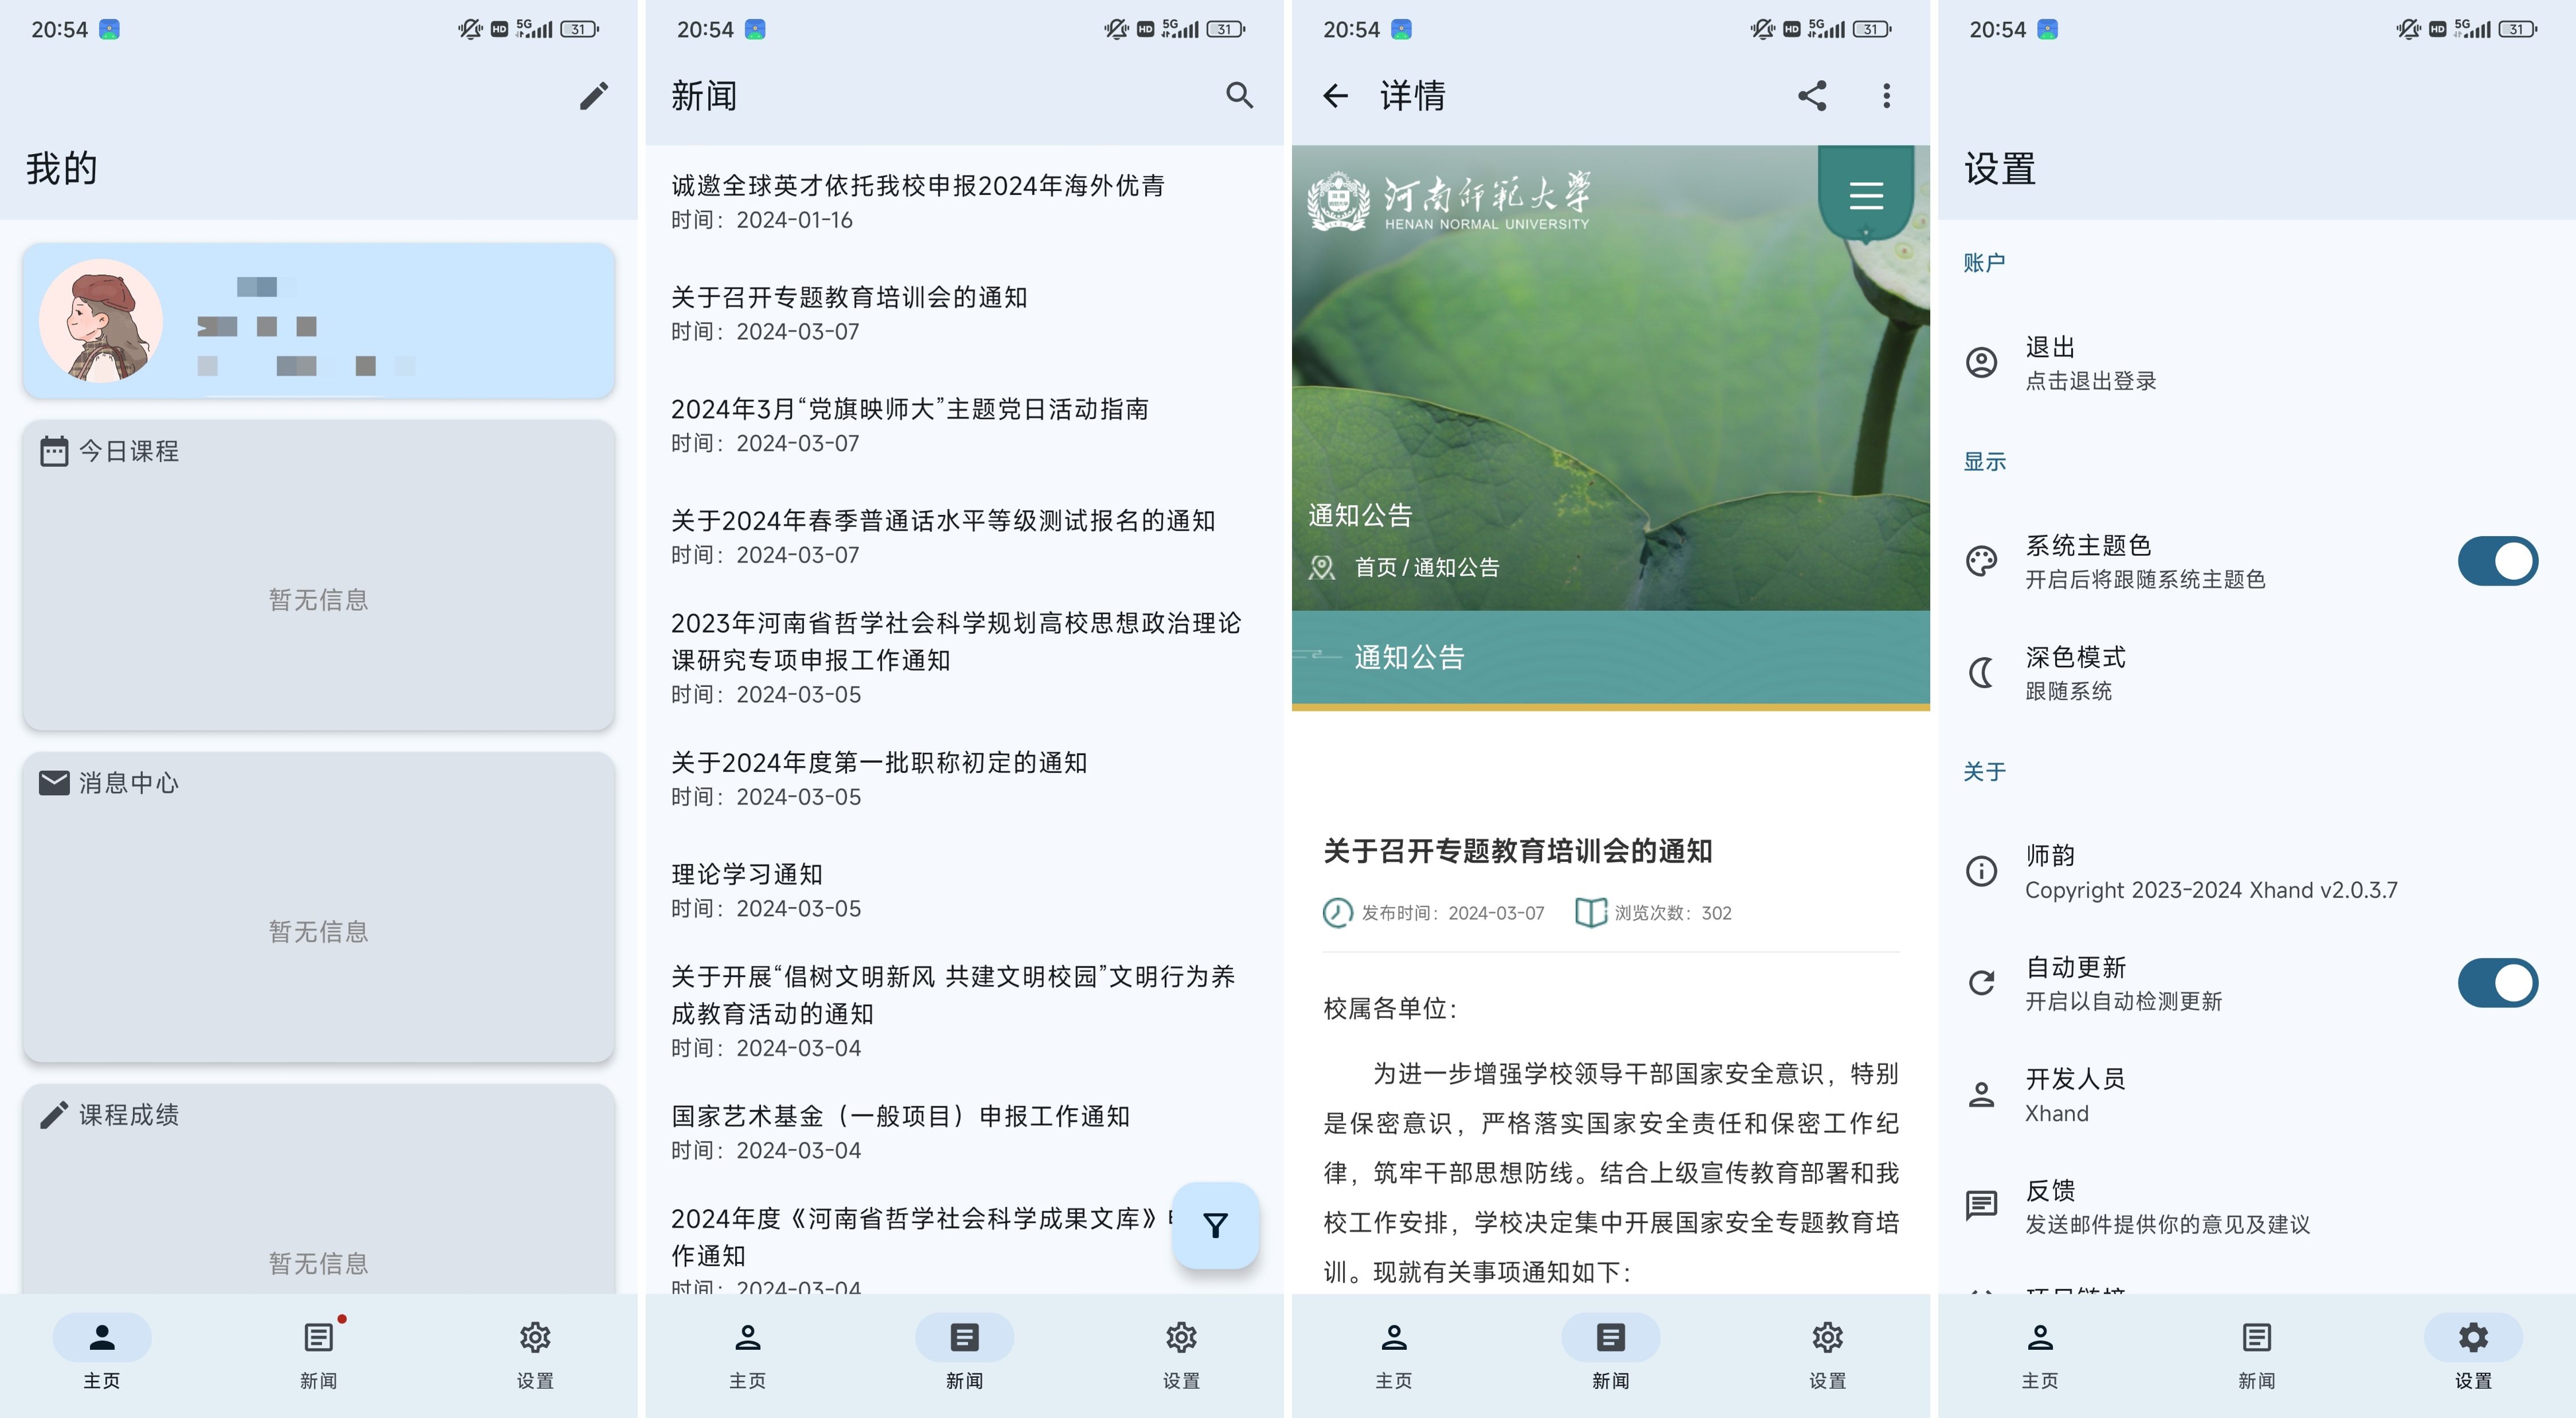 20:54
HD 5G 31
我的
今日课程
暂无信息
消息中心
暂无信息
课程成绩
暂无信息
主页
新闻
设置
20:54
HD 5G 31
新闻
诚邀全球英才依托我校申报2024年海外优青
时间：2024-01-16
关于召开专题教育培训会的通知
时间：2024-03-07
2024年3月“党旗映师大”主题党日活动指南
时间：2024-03-07
关于2024年春季普通话水平等级测试报名的通知
时间：2024-03-07
2023年河南省哲学社会科学规划高校思想政治理论
课研究专项申报工作通知
时间：2024-03-05
关于2024年度第一批职称初定的通知
时间：2024-03-05
理论学习通知
时间：2024-03-05
关于开展“倡树文明新风 共建文明校园”文明行为养
成教育活动的通知
时间：2024-03-04
国家艺术基金（一般项目）申报工作通知
时间：2024-03-04
2024年度《河南省哲学社会科学成果文库》
作通知
时间：2024-03-04
主页
新闻
设置
20:54
HD 5G 31
详情
河南师范大学
HENAN NORMAL UNIVERSITY
通知公告
首页 / 通知公告
通知公告
关于召开专题教育培训会的通知
发布时间：2024-03-07 浏览次数：302
校属各单位：
为进一步增强学校领导干部国家安全意识，特别
是保密意识，严格落实国家安全责任和保密工作纪
律，筑牢干部思想防线。结合上级宣传教育部署和我
校工作安排，学校决定集中开展国家安全专题教育培
训。现就有关事项通知如下：
主页
新闻
设置
20:54
HD 5G 31
设置
账户
退出
点击退出登录
显示
系统主题色
开启后将跟随系统主题色
深色模式
跟随系统
关于
师韵
Copyright 2023-2024 Xhand v2.0.3.7
自动更新
开启以自动检测更新
开发人员
Xhand
反馈
发送邮件提供你的意见及建议
主页
新闻
设置